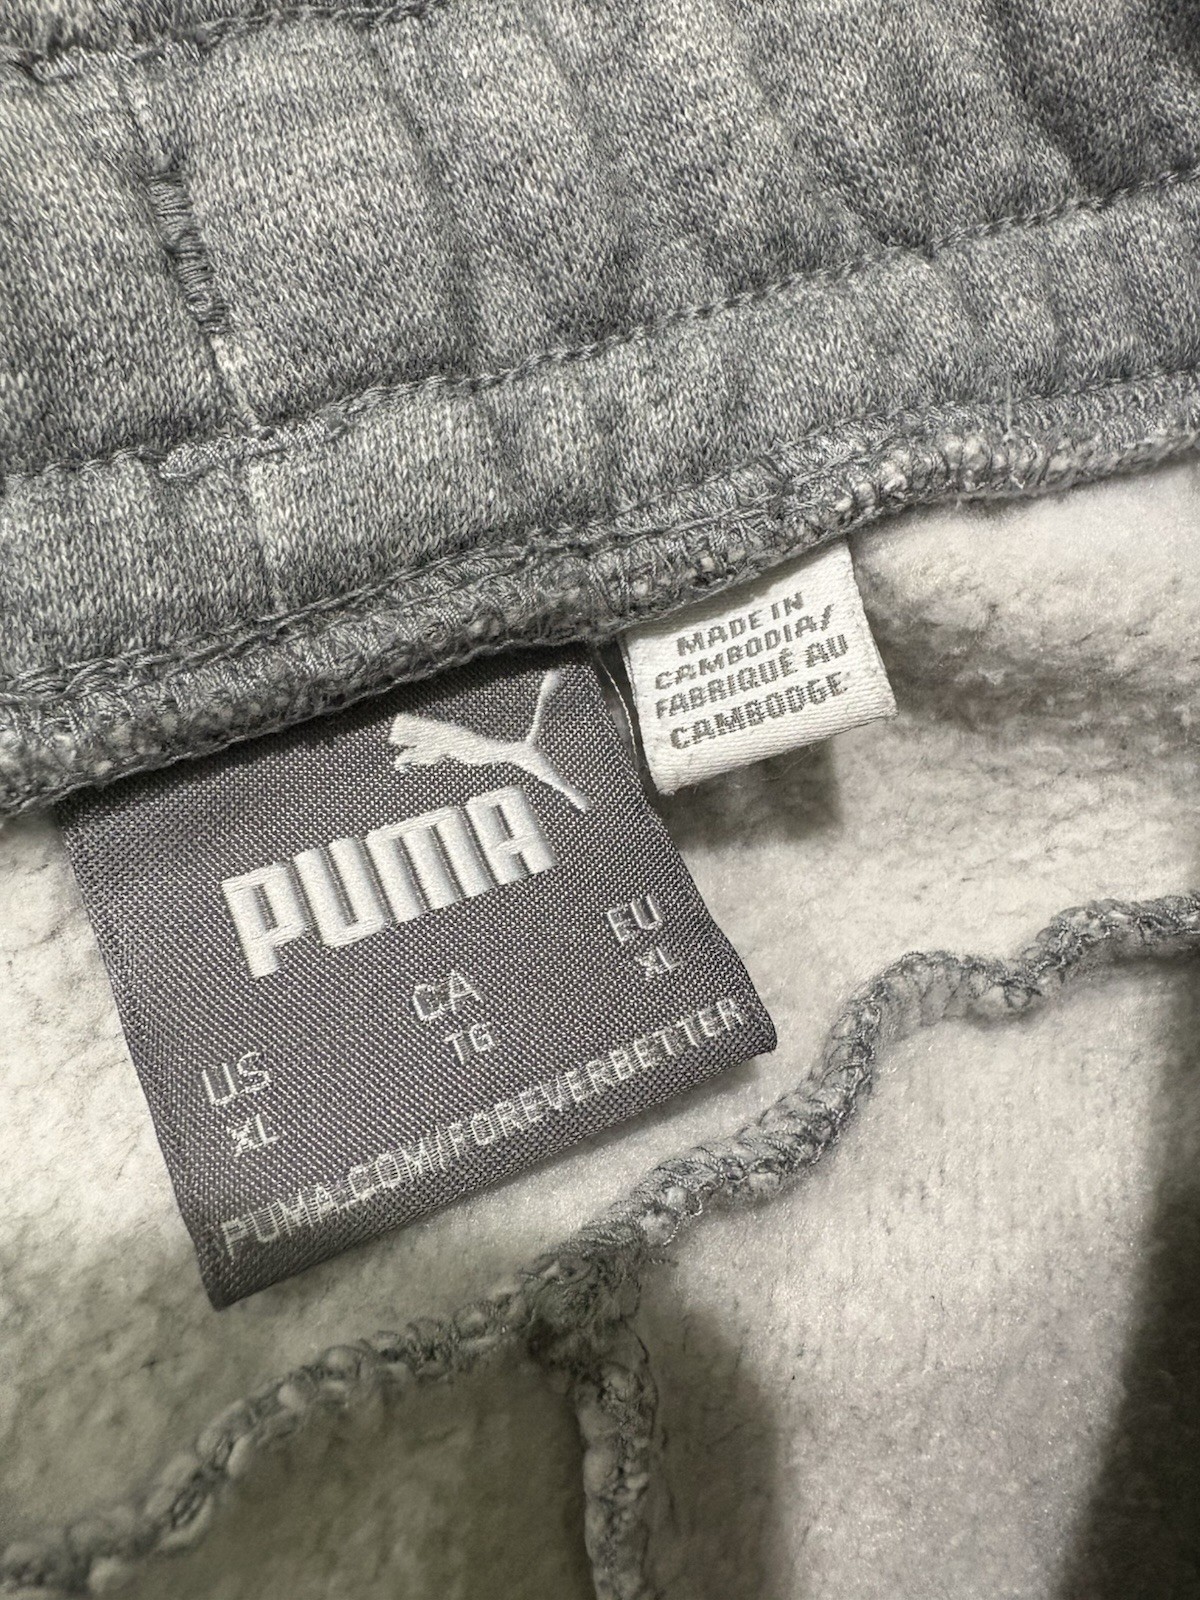 MADE IN
CAMBODIA/
FABRIQUÉ AU
CAMBODGE
PUMA
US CA EU
XL TG XL
PUMA.COM/FOREVERBETTER